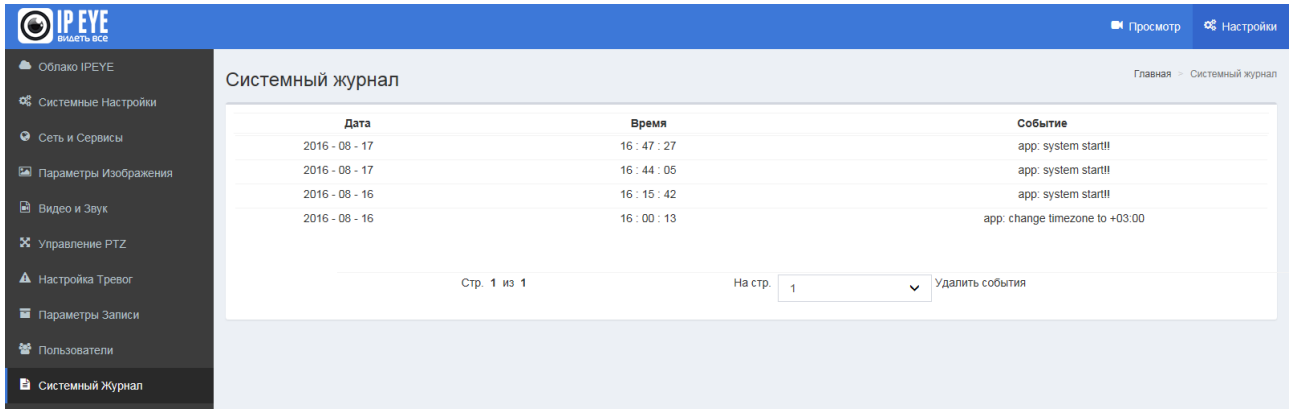 IP EYE
видеть все
Просмотр
Настройки
Облако IPEYE
Системные Настройки
Сеть и Сервисы
Параметры Изображения
Видео и Звук
Управление PTZ
Настройка Тревог
Параметры Записи
Пользователи
Системный Журнал
Системный журнал
Главная > Системный журнал
Дата Время Событие
2016 - 08 - 17 16 : 47 : 27 app: system start!!
2016 - 08 - 17 16 : 44 : 05 app: system start!!
2016 - 08 - 16 16 : 15 : 42 app: system start!!
2016 - 08 - 16 16 : 00 : 13 app: change timezone to +03:00
Стр. 1 из 1 На стр. 1 Удалить события